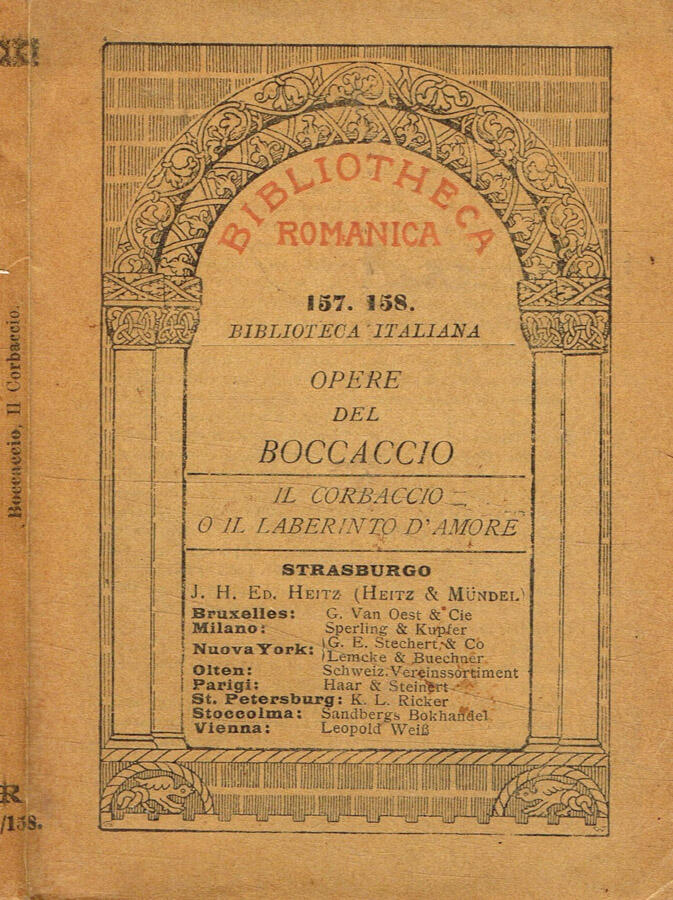 BIBLIOTHECA
ROMANICA
157. 158.
BIBLIOTECA ITALIANA
OPERE
DEL
BOCCACCIO
IL CORBACCIO
O IL LABERINTO D'AMORE
STRASBURGO
J. H. ED. HEITZ (HEITZ & MÜNDEL)
Bruxelles: G. Van Oest & Cie
Milano: Sperling & Kupfer
Nuova York: G. E. Stechert & Co
Lemcke & Buechner
Olten: Schweiz. Vereinssortiment
Parigi: Haar & Steinert
St. Petersburg: K. L. Ricker
Stoccolma: Sandbergs Bokhandel
Vienna: Leopold Weiß
Boccaccio, Il Corbaccio.
R
/158.